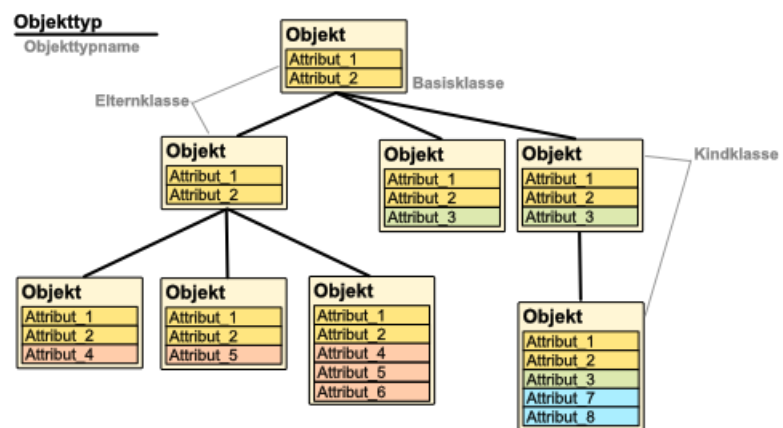 Objekttyp
Objekttypname
Objekt
Attribut_1
Attribut_2
Basisklasse
Elternklasse
Objekt
Attribut_1
Attribut_2
Objekt
Attribut_1
Attribut_2
Attribut_3
Objekt
Attribut_1
Attribut_2
Attribut_3
Kindklasse
Objekt
Attribut_1
Attribut_2
Attribut_4
Objekt
Attribut_1
Attribut_2
Attribut_5
Objekt
Attribut_1
Attribut_2
Attribut_4
Attribut_5
Attribut_6
Objekt
Attribut_1
Attribut_2
Attribut_3
Attribut_7
Attribut_8